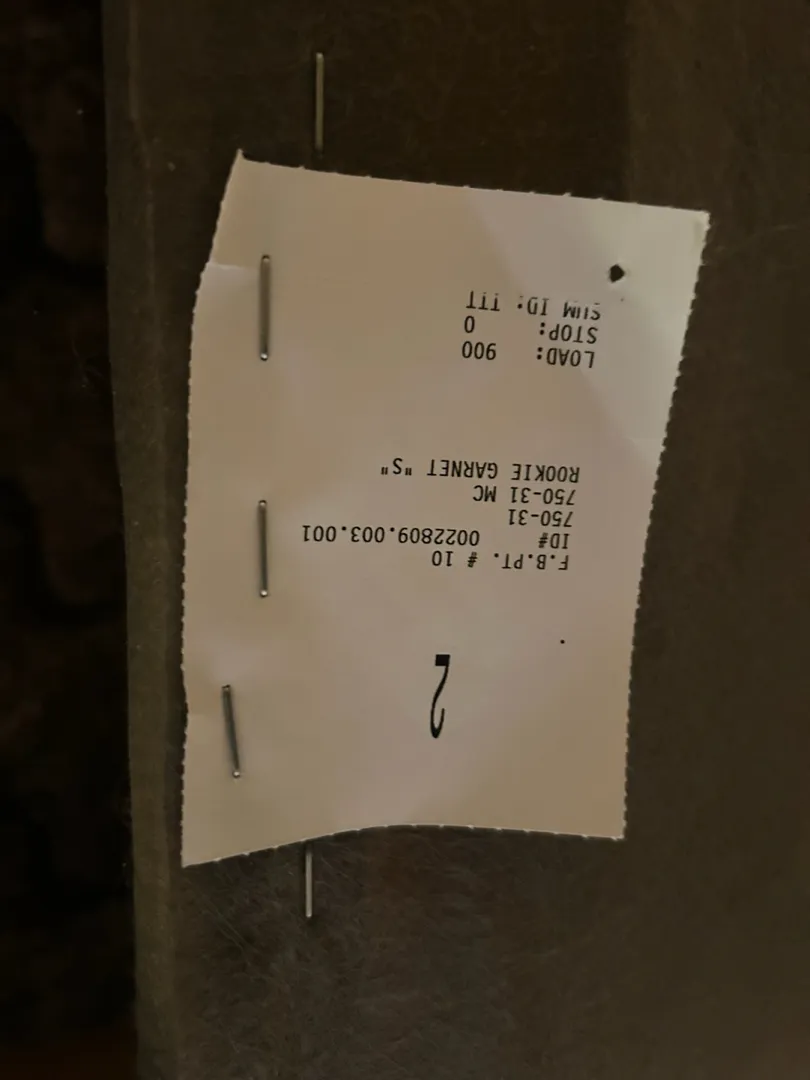 2
F.B.PT. # 10
ID# 0022809.003.001
750-31
750-31 MC
ROOKIE GARNET "S"
LOAD: 900
STOP: 0
SUM ID: TTT